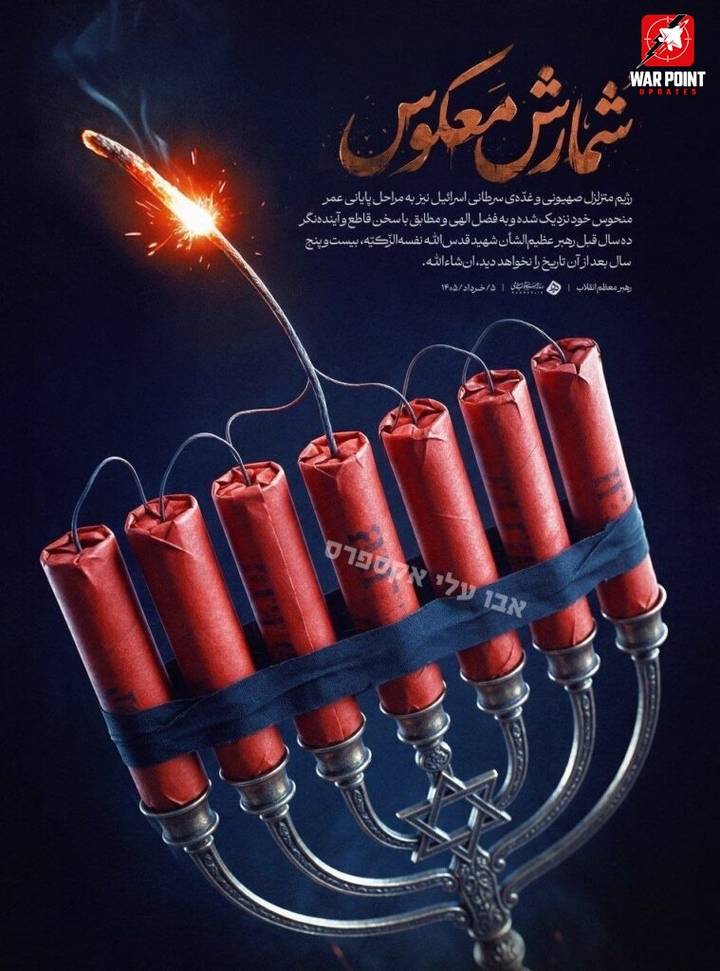 WAR POINT
UPDATES
شمارش معکوس
رژیم متزلزل صهیونی و غدّه‌ی سرطانی اسرائیل نیز به مراحل پایانی عمر
منحوس خود نزدیک شده و به فضل الهی و مطابق با سخن قاطع و آینده‌نگر
ده سال قبل رهبر عظیم‌الشأن شهید قدس‌الله نفسه‌الزّکیّه، بیست‌و‌پنج
سال بعد از آن تاریخ را نخواهد دید، ان‌شاءالله.
رهبر معظم انقلاب | ۵/خرداد/۱۴۰۵
אבו עלי אקספרס